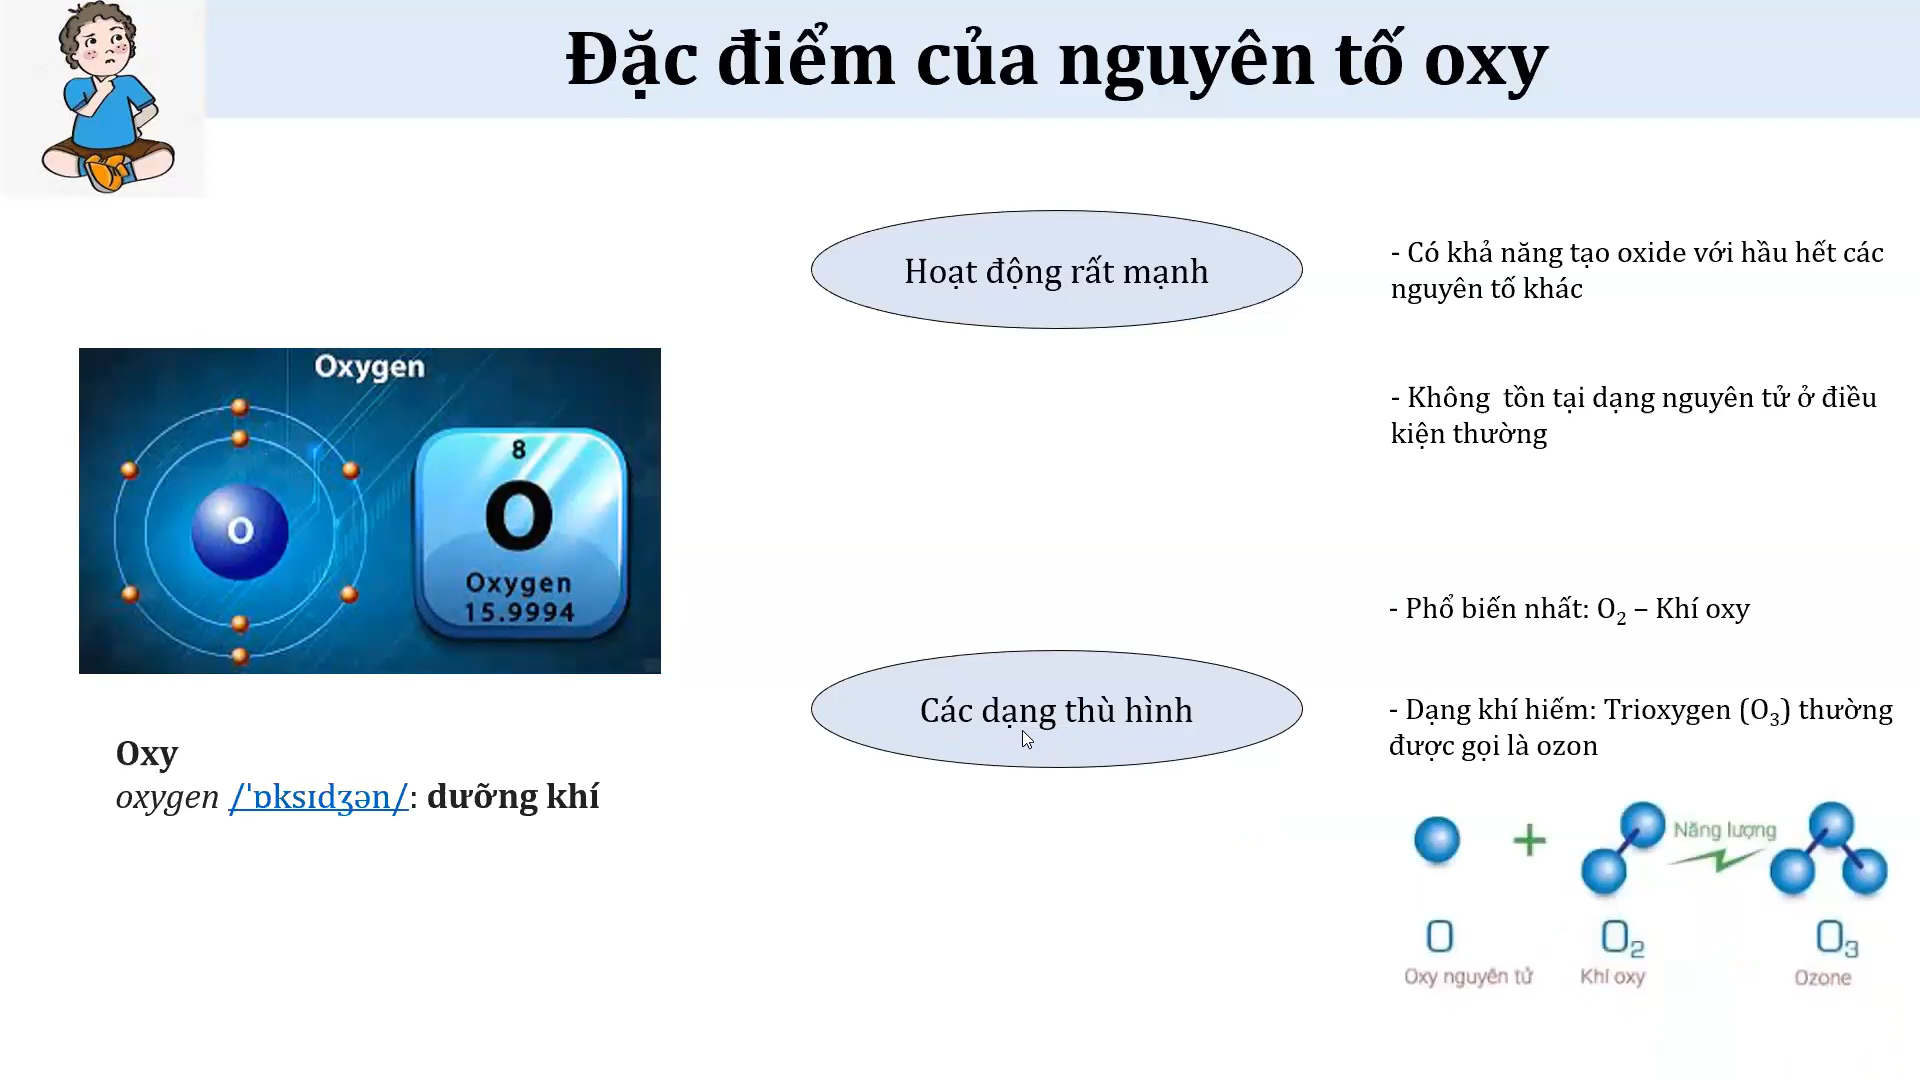 Đặc điểm của nguyên tố oxy
Hoạt động rất mạnh
- Có khả năng tạo oxide với hầu hết các
nguyên tố khác
- Không  tồn tại dạng nguyên tử ở điều
kiện thường
Oxygen
O
8
O
Oxygen
15.9994
Oxy
oxygen /ˈɒksɪdʒən/: dưỡng khí
Các dạng thù hình
- Phổ biến nhất: O₂ – Khí oxy
- Dạng khí hiếm: Trioxygen (O₃) thường
được gọi là ozon
+
Năng lượng
O
O₂
O₃
Oxy nguyên tử
Khí oxy
Ozone